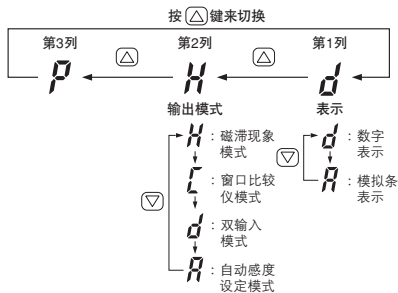 按△键来切换
第3列 第2列 第1列
P H d
输出模式 表示
H : 磁滞现象 模式
C : 窗口比较 仪模式
d : 双输入 模式
A : 自动感度 设定模式
d : 数字 表示
A : 模拟条 表示